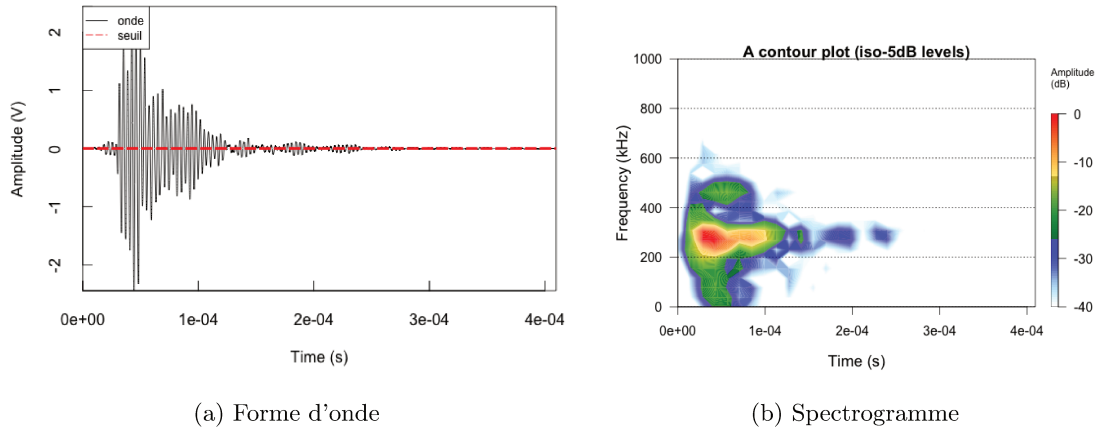 onde
seuil
2
1
0
-1
-2
Amplitude (V)
0e+00 1e-04 2e-04 3e-04 4e-04
Time (s)
(a) Forme d'onde
A contour plot (iso-5dB levels)
1000
800
600
400
200
0
Frequency (kHz)
0e+00 1e-04 2e-04 3e-04 4e-04
Time (s)
Amplitude
(dB)
0
-10
-20
-30
-40
(b) Spectrogramme